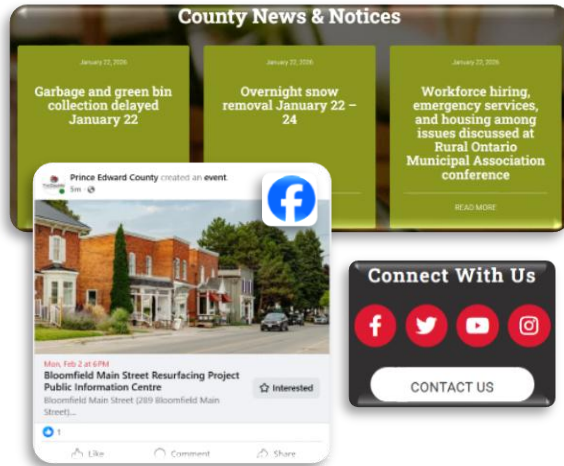 County News & Notices
January 22, 2026
Garbage and green bin
collection delayed
January 22
January 22, 2026
Overnight snow
removal January 22 –
24
January 22, 2026
Workforce hiring,
emergency services,
and housing among
issues discussed at
Rural Ontario
Municipal Association
conference
READ MORE
Prince Edward County created an event.
5m
Mon, Feb 2 at 6PM
Bloomfield Main Street Resurfacing Project
Public Information Centre
Bloomfield Main Street (289 Bloomfield Main
Street)...
Interested
1
Like
Comment
Share
Connect With Us
CONTACT US